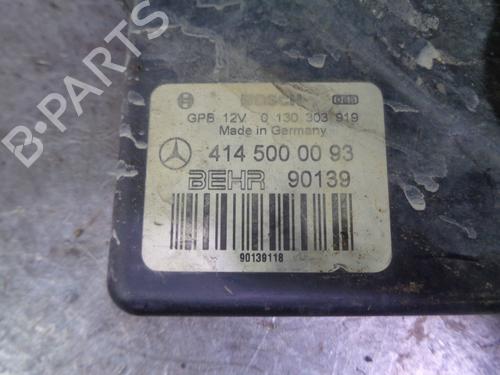 B-PARTS
BOSCH
GPB 12V 0 130 303 919
Made in Germany
414 500 00 93
BEHR 90139
90139118